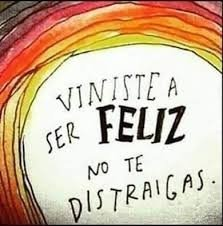 VINISTE A
SER FELIZ
NO TE
DISTRAIGAS.